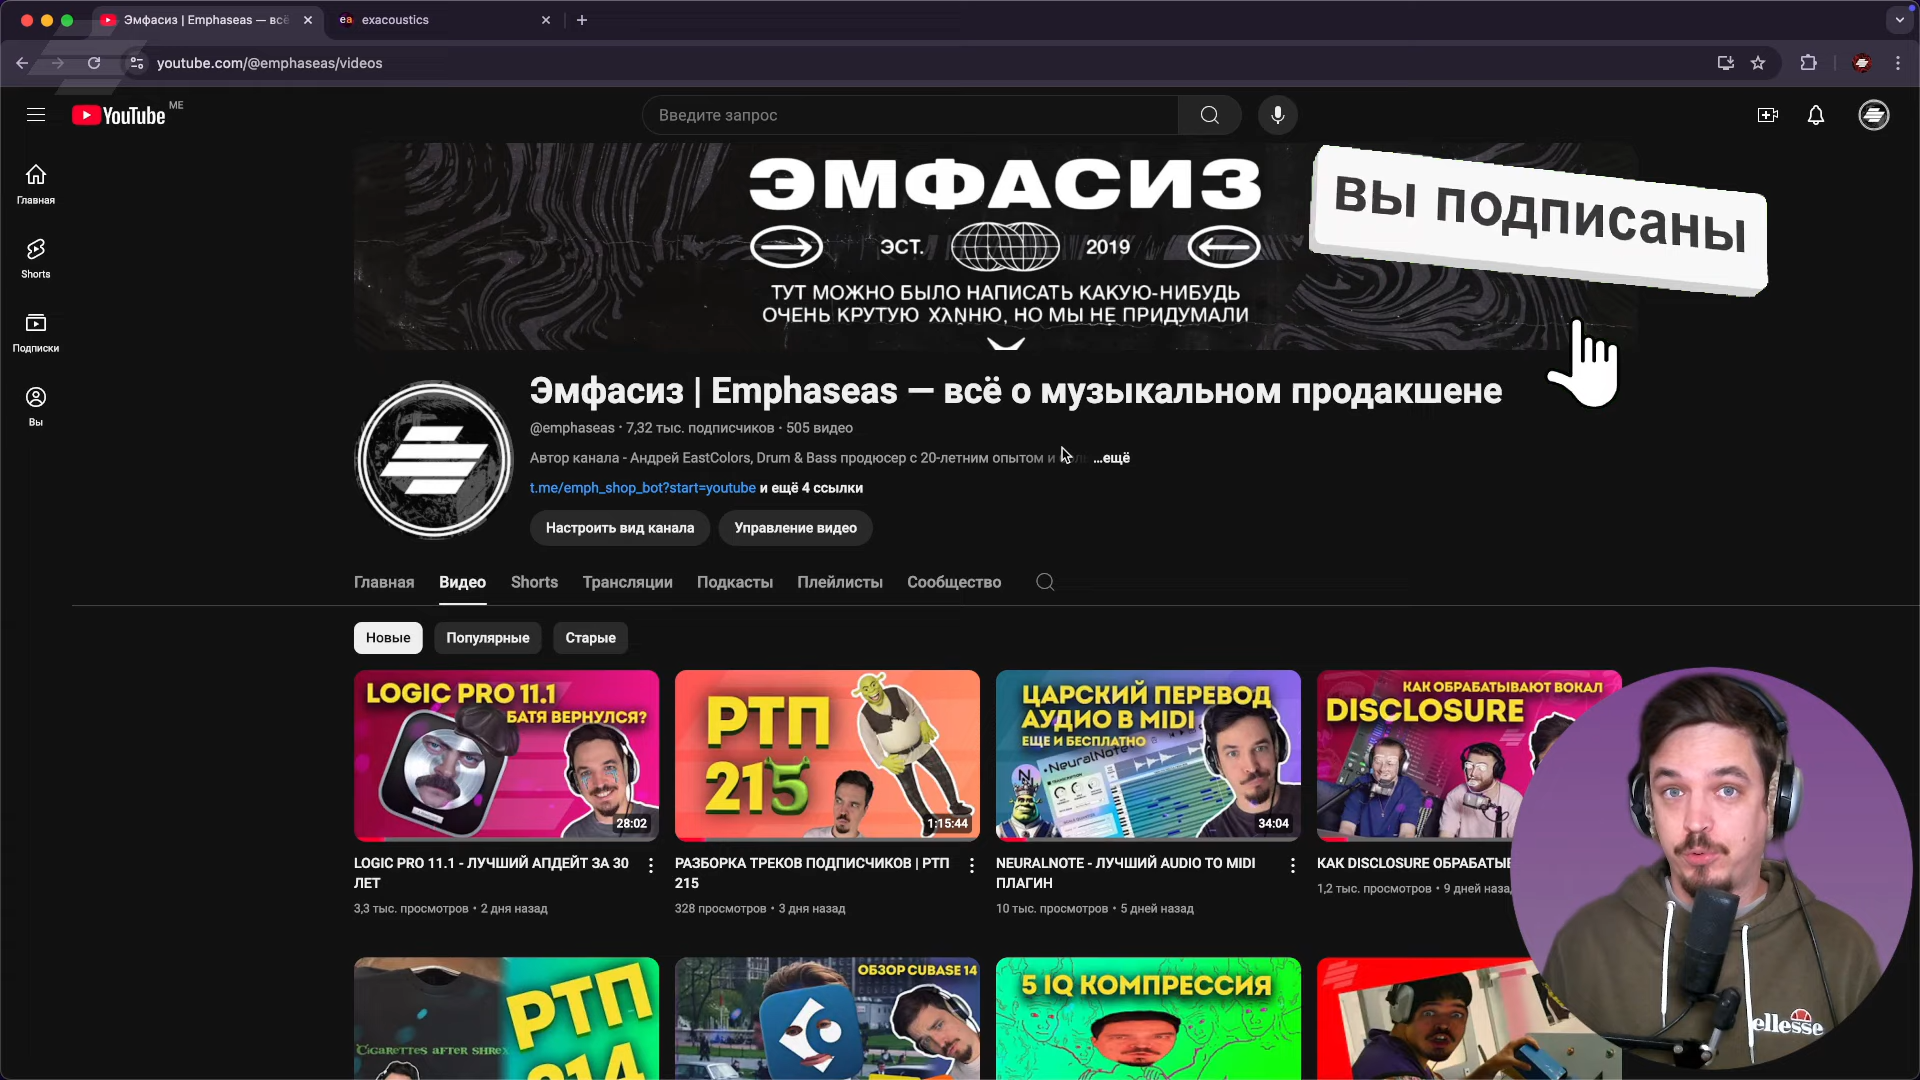 Эмфасиз | Emphaseas — всё
exacoustics
youtube.com/@emphaseas/videos
YouTube ME
Введите запрос
Главная
Shorts
Подписки
Вы
ЭМФАСИЗ
ЭСТ. 2019
ТУТ МОЖНО БЫЛО НАПИСАТЬ КАКУЮ-НИБУДЬ
ОЧЕНЬ КРУТУЮ ХΛNНЮ, НО МЫ НЕ ПРИДУМАЛИ
вы подписаны
Эмфасиз | Emphaseas — всё о музыкальном продакшене
@emphaseas · 7,32 тыс. подписчиков · 505 видео
Автор канала - Андрей EastColors, Drum & Bass продюсер с 20-летним опытом и ...ещё
t.me/emph_shop_bot?start=youtube и ещё 4 ссылки
Настроить вид канала
Управление видео
Главная Видео Shorts Трансляции Подкасты Плейлисты Сообщество
Новые Популярные Старые
LOGIC PRO 11.1
БАТЯ ВЕРНУЛСЯ?
28:02
LOGIC PRO 11.1 - ЛУЧШИЙ АПДЕЙТ ЗА 30
ЛЕТ
3,3 тыс. просмотров • 2 дня назад
РТП
215
1:15:44
РАЗБОРКА ТРЕКОВ ПОДПИСЧИКОВ | РТП
215
328 просмотров • 3 дня назад
ЦАРСКИЙ ПЕРЕВОД
АУДИО В MIDI
ЕЩЕ И БЕСПЛАТНО
NeuralNote
34:04
NEURALNOTE - ЛУЧШИЙ AUDIO TO MIDI
ПЛАГИН
10 тыс. просмотров • 5 дней назад
КАК ОБРАБАТЫВАЮТ ВОКАЛ
DISCLOSURE
КАК DISCLOSURE ОБРАБАТЫВ
1,2 тыс. просмотров • 9 дней наза
CIGARETTES AFTER SHREX
РТП
214
ОБЗОР CUBASE 14
5 IQ КОМПРЕССИЯ
ellesse